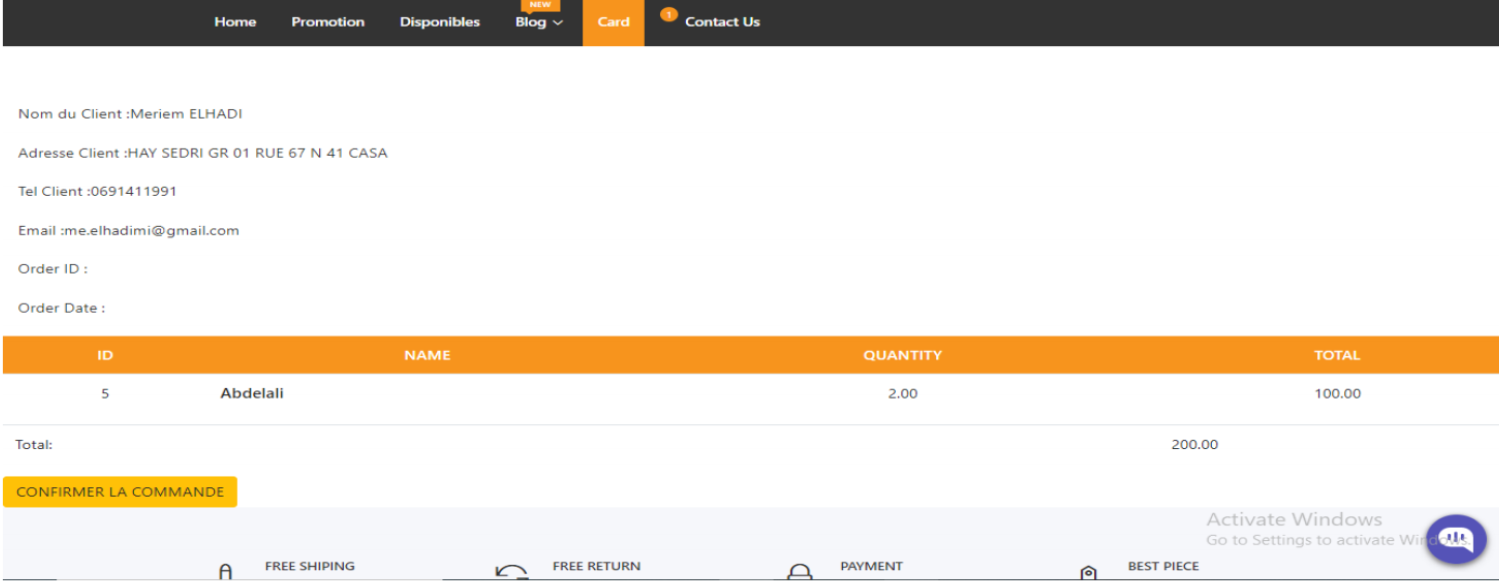 NEW
Home Promotion Disponibles Blog Card 1 Contact Us
Nom du Client :Meriem ELHADI
Adresse Client :HAY SEDRI GR 01 RUE 67 N 41 CASA
Tel Client :0691411991
Email :me.elhadimi@gmail.com
Order ID :
Order Date :
ID NAME QUANTITY TOTAL
5 Abdelali 2.00 100.00
Total: 200.00
CONFIRMER LA COMMANDE
Activate Windows
Go to Settings to activate Windows.
FREE SHIPING FREE RETURN PAYMENT BEST PIECE